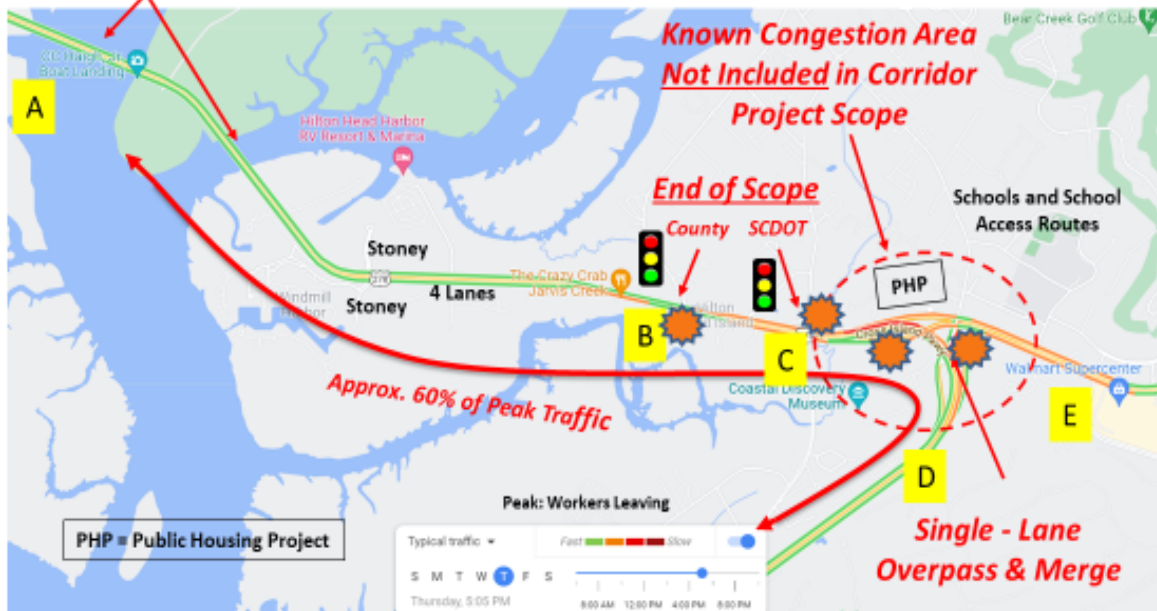 Bear Creek Golf Club
Known Congestion Area
Not Included in Corridor
Project Scope
Boat Landing
A
Hilton Head Harbor
RV Resort & Marina
End of Scope
County SCDOT
Schools and School
Access Routes
Stoney
PHP
278
The Crazy Crab
Jarvis Creek
4 Lanes
Stoney
Windmill
Harbor
Hilton
B
C
Walmart Supercenter
Approx. 60% of Peak Traffic
Coastal Discovery
Museum
E
D
Peak: Workers Leaving
PHP = Public Housing Project
Typical traffic
Fast Slow
Single - Lane
Overpass & Merge
S M T W T F S
Thursday, 5:05 PM
8:00 AM 12:00 PM 4:00 PM 8:00 PM